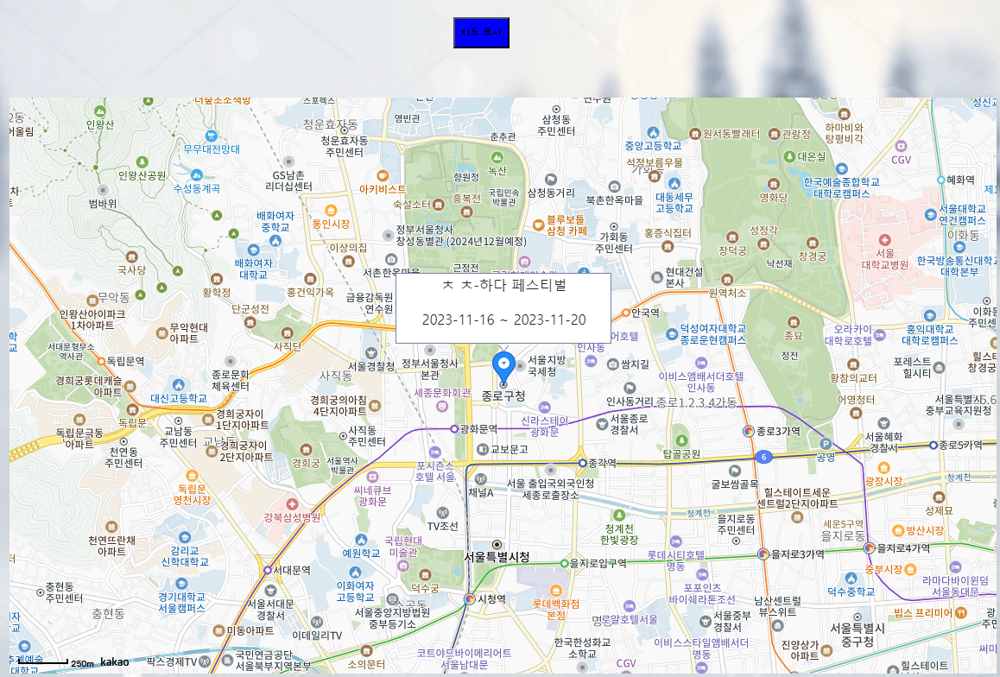 인왕산
영빈관
춘추관
삼청동
주민센터
중앙고등학교
원서동빨래터
관람정
하마비와
탕평비각
CGV
청운효자동
청운효자동
주민센터
무무대전망대
녹산
대온실
인왕산공원
GS남촌
리더십센터
아키비스트
향원정
국립민속
박물관
삼청동거리
북촌한옥마을
석정보름우물
대동세무
고등학교
한국예술종합학교
대학로캠퍼스
혜화역
수성동계곡
범바위
배화여자
중학교
통인시장
숙설소터
흥복전
블루보틀
삼청 카페
가회동
주민센터
홍증식집터
영화당
서울대학교
연건캠퍼스
이화동
정부서울청사
창성동별관 (2024년12월예정)
성정각
창덕궁
낙선재
창경궁
서울
대학교병원
한국방송통신대학교
대학본부
국사당
배화여자
대학교
이상의집
서촌한옥마을
근정전
현대건설
본사
원역처소
무악동
황학정
홍건익가옥
금융감독원
연수원
ㅊ ㅊ-하다 페스티벌
2023-11-16 ~ 2023-11-20
안국역
이화동
주민센터
인왕산아이파크
1차아파트
단군성전
무악현대
아파트
사직단
덕성여자대학교
종로운현캠퍼스
종묘
정전
오라카이
대학로호텔
홍익대학교
대학로캠퍼스
서대문형무소
역사관
독립문역
서울경찰청
정부서울청사
본관
서울지방
국세청
인사동
쌈지길
포레스트
힐시티
경희궁롯데캐슬
아파트
대신고등학교
종로문화
체육센터
사직동
세종문화회관
종로구청
이비스앰배서더호텔
인사동
황참의교터
독립문
경희궁의아침
4단지아파트
인사동거리
종로1.2.3.4가동
어영청터
서울특별시
중부교육지원청
독립문극동
아파트
교남동
주민센터
경희궁자이
1단지아파트
사직동
주민센터
광화문역
신라스테이
광화문
서울종로
경찰서
종로3가역
서울혜화
경찰서
천연동
주민센터
경희궁자이
2단지아파트
경희궁
서울역사
박물관
포시즌스
호텔 서울
교보문고
종각역
탑골공원
6
공영
종로5가역
독립문
영천시장
씨네큐브
광화문
채널A
서울 출입국외국인청
세종로출장소
굴보쌈골목
광장시장
청계천
강북삼성병원
TV조선
청계천
힐스테이트세운
센트럴2단지아파트
성제묘
천연뜨란채
아파트
감리교
신학대학교
예원학교
국립현대
미술관
서울특별시청
청계천
한빛광장
을지로동
주민센터
세운5구역
을지로동
방산시장
서대문역
을지로입구역
롯데시티호텔
명동
을지로3가역
을지로4가역
충현동
주민센터
경기대학교
서울캠퍼스
이화여자
고등학교
덕수궁
시청역
롯데백화점
본점
포포인츠
바이쉐라톤조선
중부시장
덕수중학교
라마다바이윈덤
서울동대문
충현동
서울서대문
경찰서
서울중앙지방법원
중부등기소
로얄호텔서울
서울중부
경찰서
남산센트럴
뷰스위트
빕스 프리미어
미동아파트
이데일리TV
서울특별시
중구청
250m
kakao
팍스경제TV
국민연금공단
서울북부지역본부
소의문터
코트야드바이메리어트
서울남대문
한국한성화교
소학교
이비스스타일앰배서더
명동
CGV
진양상가
아파트
힐스테이트